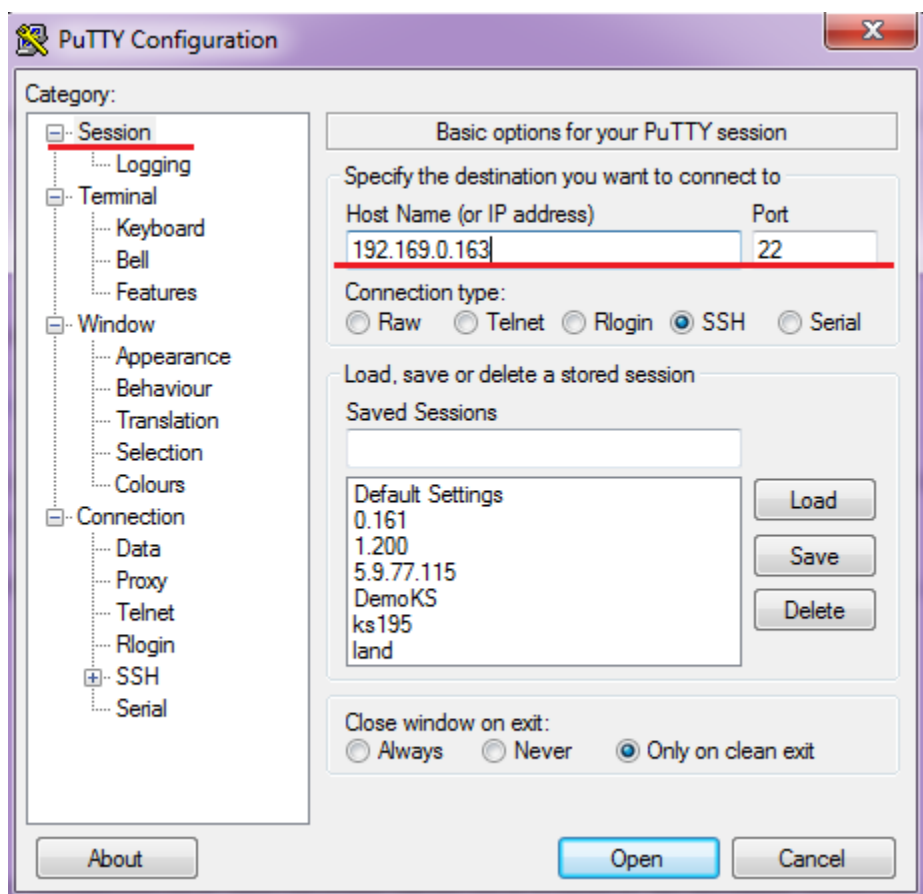 PuTTY Configuration
Category:
Session
Logging
Terminal
Keyboard
Bell
Features
Window
Appearance
Behaviour
Translation
Selection
Colours
Connection
Data
Proxy
Telnet
Rlogin
SSH
Serial
Basic options for your PuTTY session
Specify the destination you want to connect to
Host Name (or IP address) Port
192.169.0.163 22
Connection type:
Raw Telnet Rlogin SSH Serial
Load, save or delete a stored session
Saved Sessions
Default Settings
0.161
1.200
5.9.77.115
DemoKS
ks195
land
Load
Save
Delete
Close window on exit:
Always Never Only on clean exit
About Open Cancel